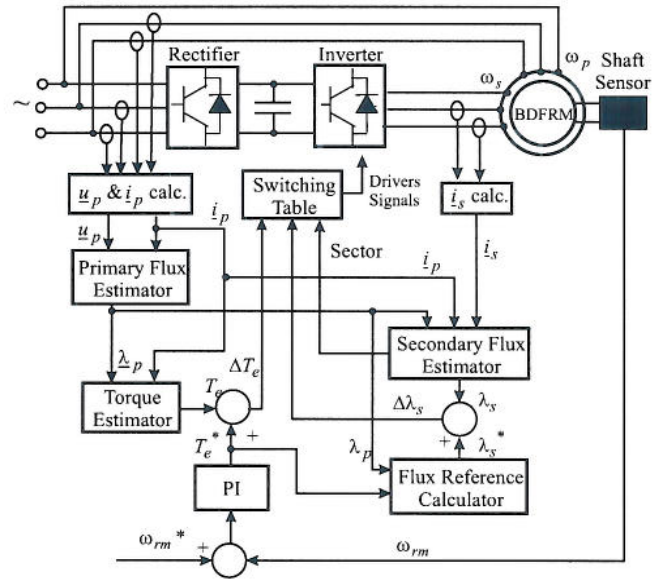 Rectifier
Inverter
ω_p
Shaft
Sensor
ω_s
~
BDFRM
u_p & i_p calc.
Switching
Table
Drivers
Signals
i_s calc.
u_p
i_p
Sector
i_p
i_s
Primary Flux
Estimator
λ_p
ΔT_e
Secondary Flux
Estimator
Torque
Estimator
T_e
Δλ_s
λ_s
+
T_e*
λ_p
+
λ_s*
PI
Flux Reference
Calculator
ω_rm*
+
ω_rm